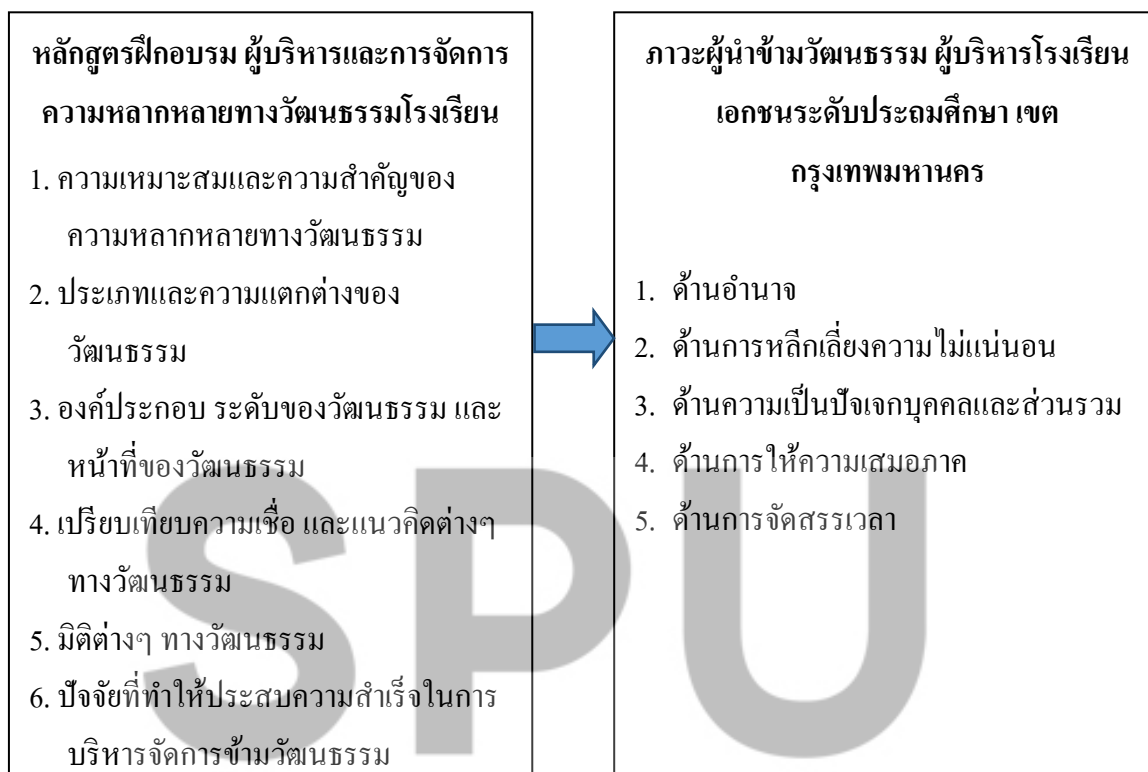 หลักสูตรฝึกอบรม ผู้บริหารและการจัดการ
ความหลากหลายทางวัฒนธรรมโรงเรียน
1. ความเหมาะสมและความสำคัญของ
ความหลากหลายทางวัฒนธรรม
2. ประเภทและความแตกต่างของ
วัฒนธรรม
3. องค์ประกอบ ระดับของวัฒนธรรม และ
หน้าที่ของวัฒนธรรม
4. เปรียบเทียบความเชื่อ และแนวคิดต่างๆ
ทางวัฒนธรรม
5. มิติต่างๆ ทางวัฒนธรรม
6. ปัจจัยที่ทำให้ประสบความสำเร็จในการ
บริหารจัดการข้ามวัฒนธรรม
ภาวะผู้นำข้ามวัฒนธรรม ผู้บริหารโรงเรียน
เอกชนระดับประถมศึกษา เขต
กรุงเทพมหานคร
1. ด้านอำนาจ
2. ด้านการหลีกเลี่ยงความไม่แน่นอน
3. ด้านความเป็นปัจเจกบุคคลและส่วนรวม
4. ด้านการให้ความเสมอภาค
5. ด้านการจัดสรรเวลา
SPU